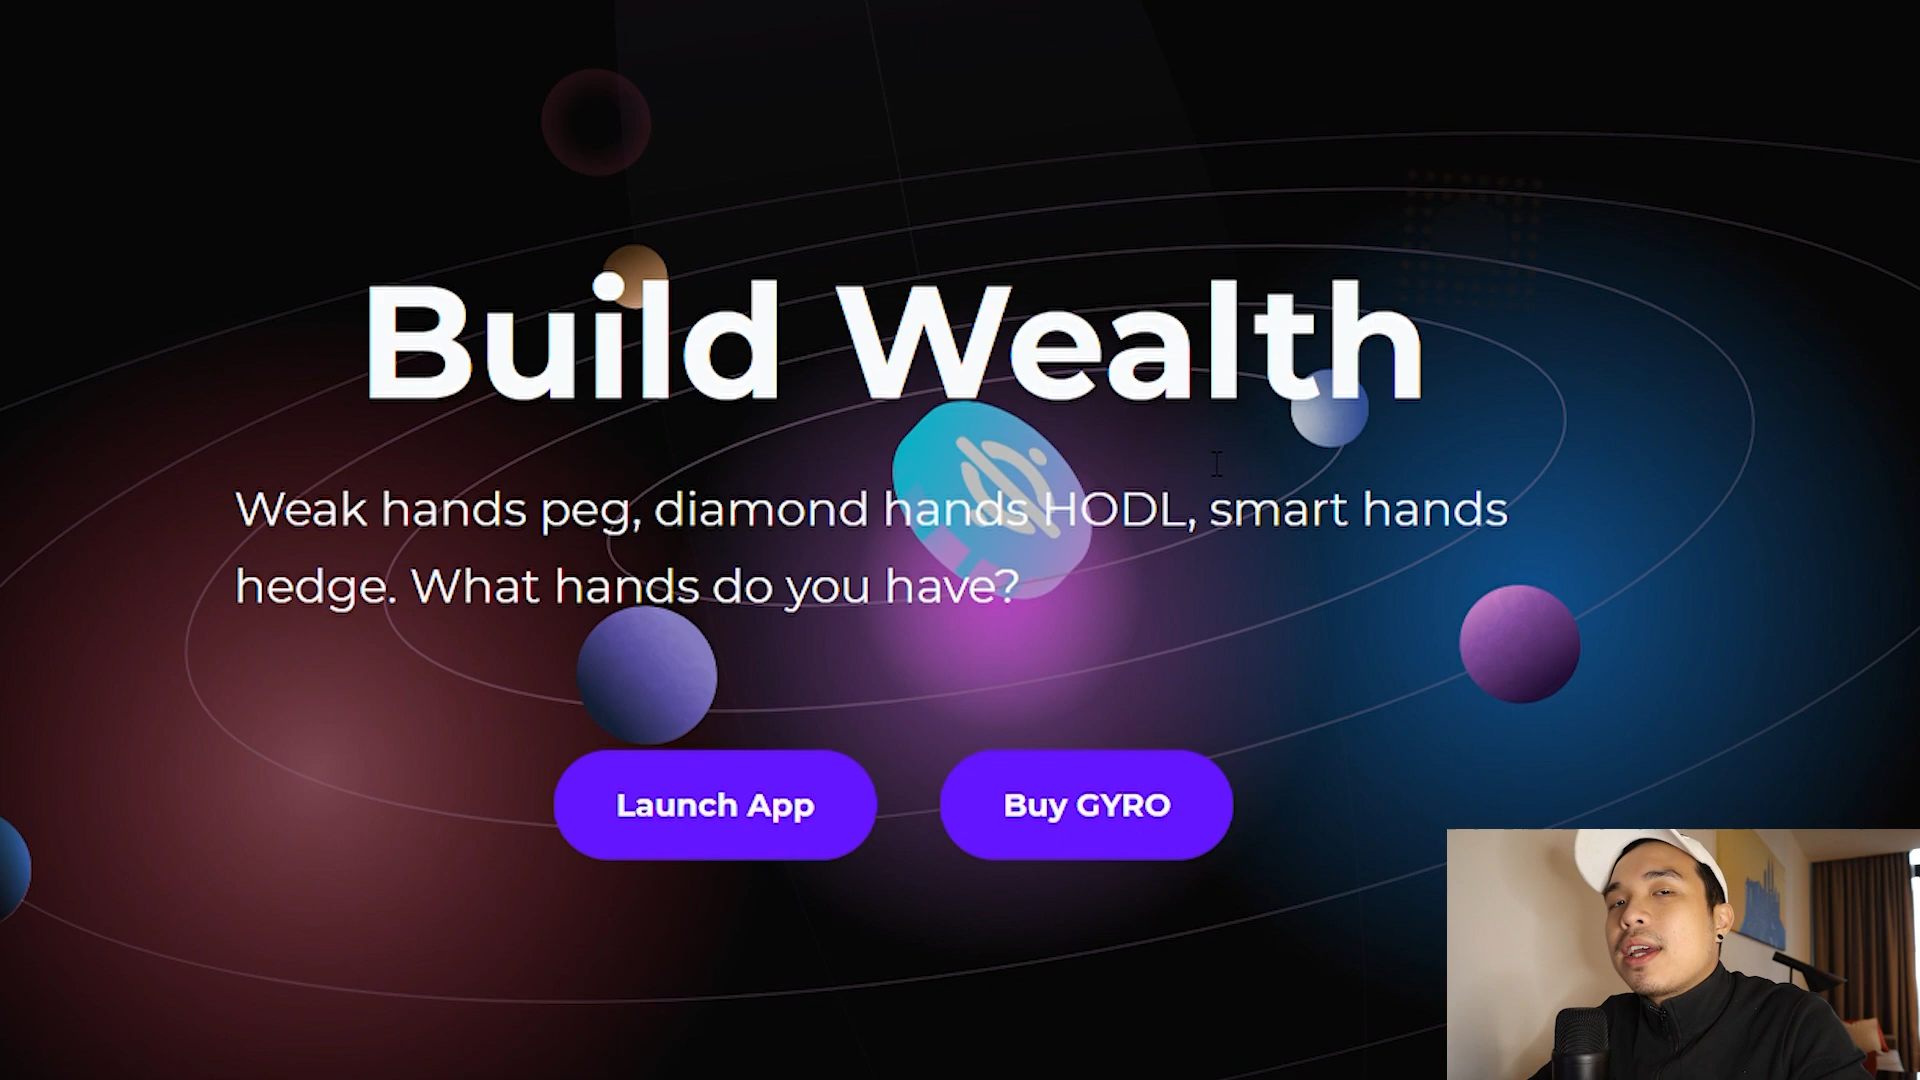 Build Wealth
Weak hands peg, diamond hands HODL, smart hands
hedge. What hands do you have?
Launch App
Buy GYRO